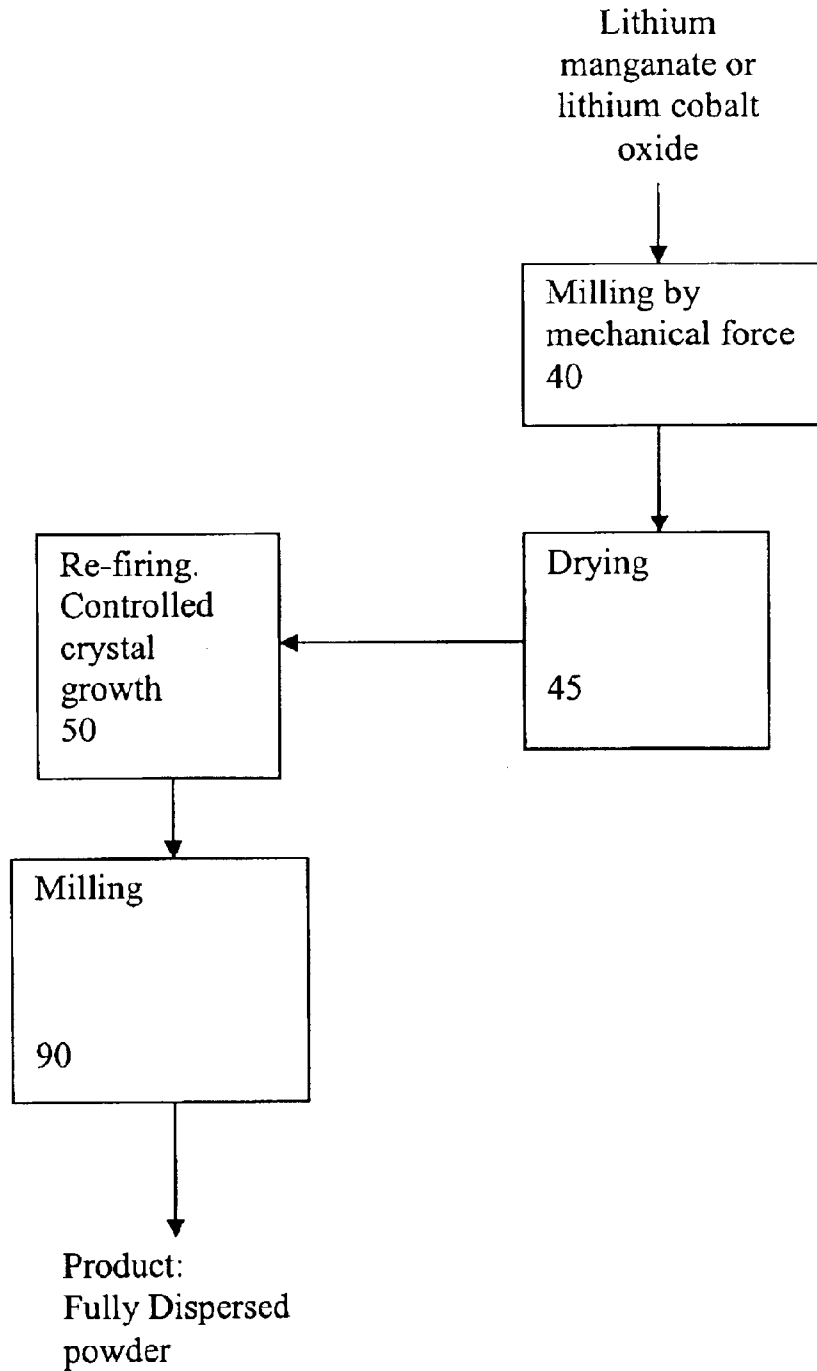 Lithium
manganate or
lithium cobalt
oxide
Milling by
mechanical force
40
Drying
45
Re-firing.
Controlled
crystal
growth
50
Milling
90
Product:
Fully Dispersed
powder